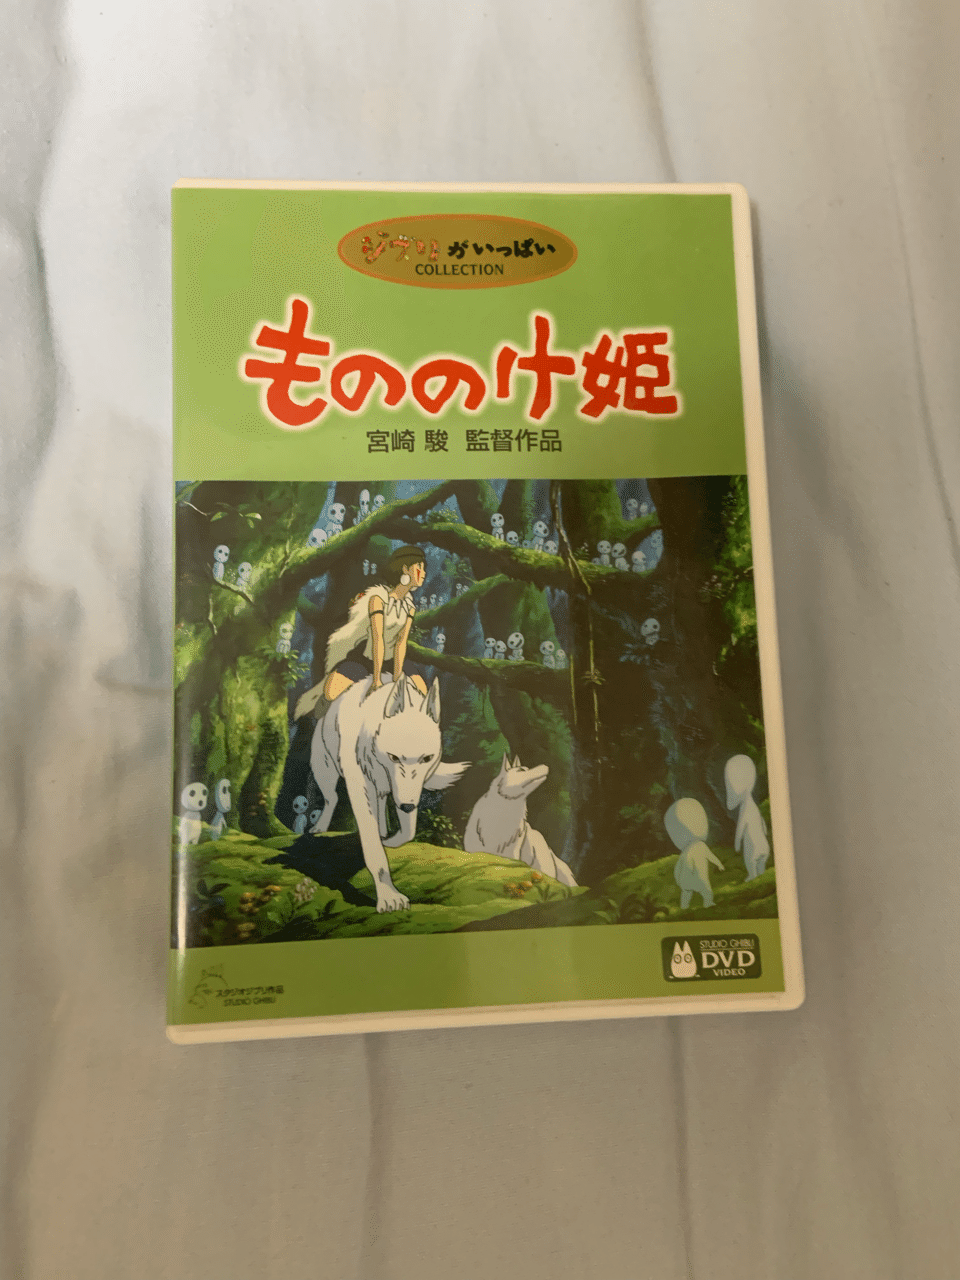 ジブリがいっぱい
COLLECTION
もののけ姫
宮崎 駿 監督作品
スタジオジブリ作品
STUDIO GHIBLI
STUDIO GHIBLI
DVD
VIDEO